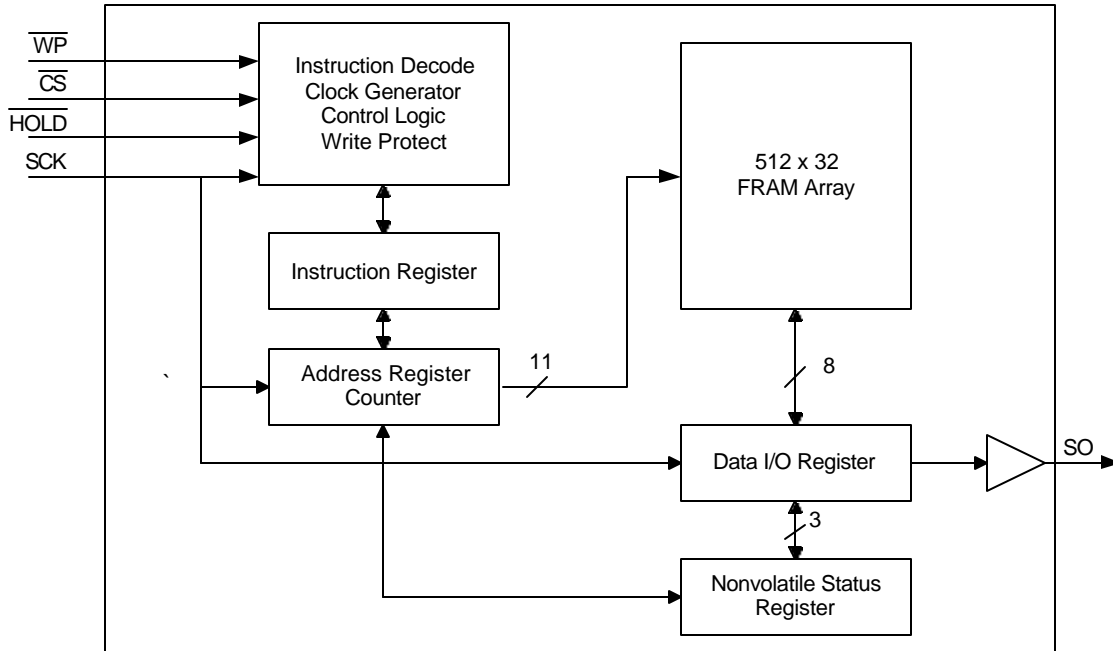 WP
CS
HOLD
SCK
Instruction Decode
Clock Generator
Control Logic
Write Protect
512 x 32
FRAM Array
Instruction Register
Address Register
Counter
11
8
`
Data I/O Register
SO
3
Nonvolatile Status
Register